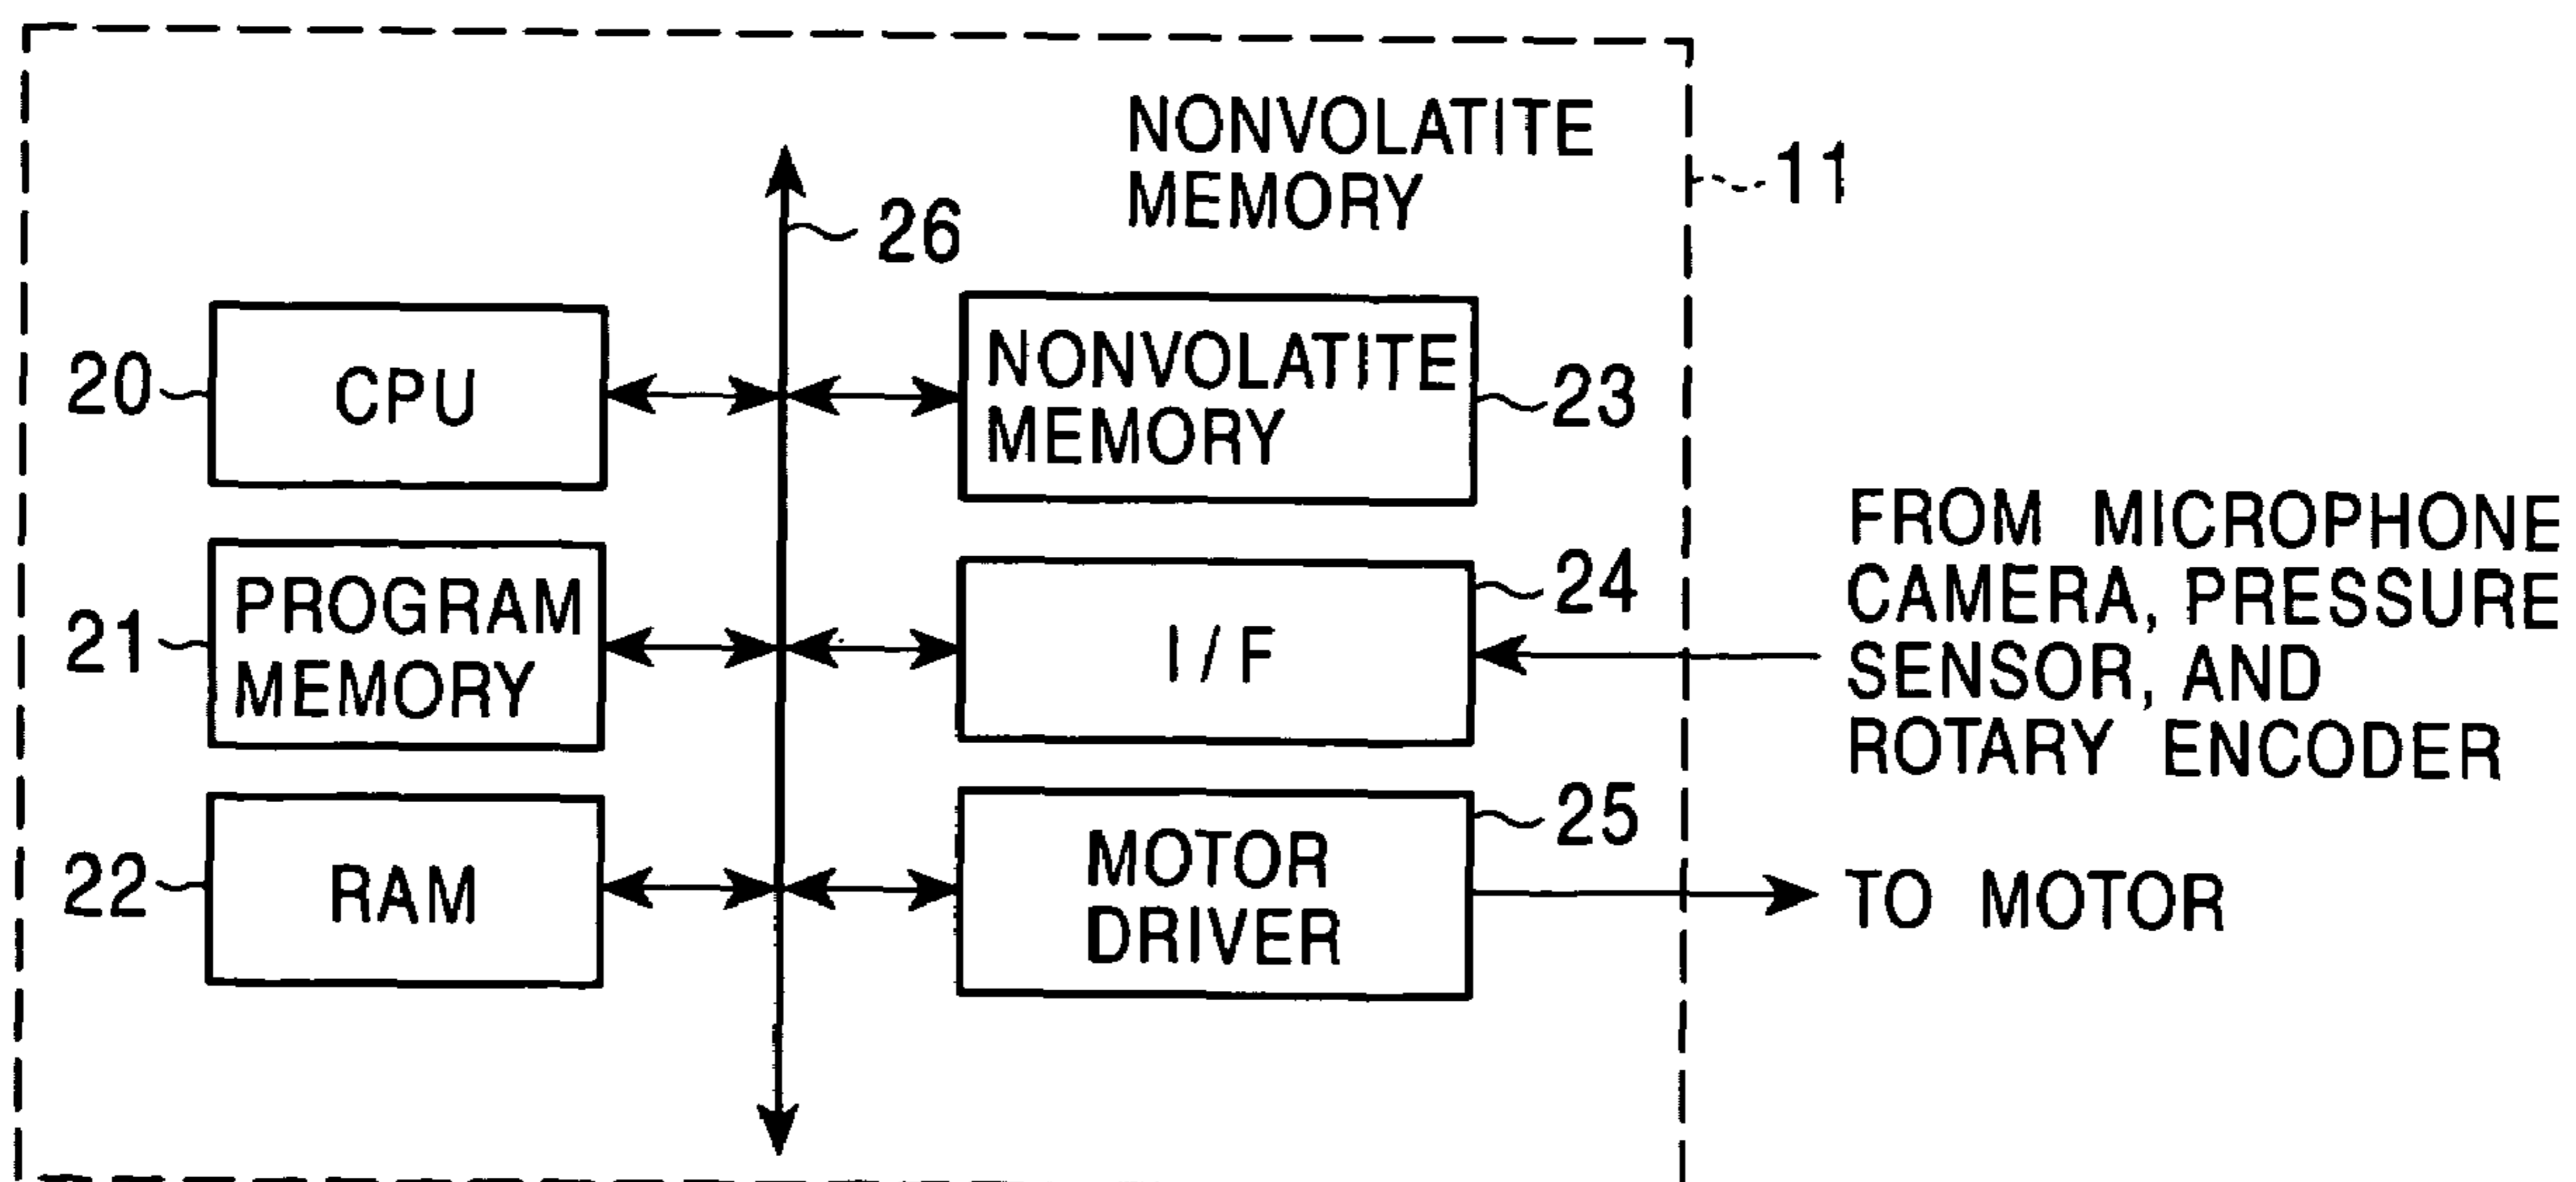 NONVOLATITE
MEMORY
11
26
20
CPU
NONVOLATITE
MEMORY
23
21
PROGRAM
MEMORY
24
I/F
FROM MICROPHONE
CAMERA, PRESSURE
SENSOR, AND
ROTARY ENCODER
22
RAM
25
MOTOR
DRIVER
TO MOTOR